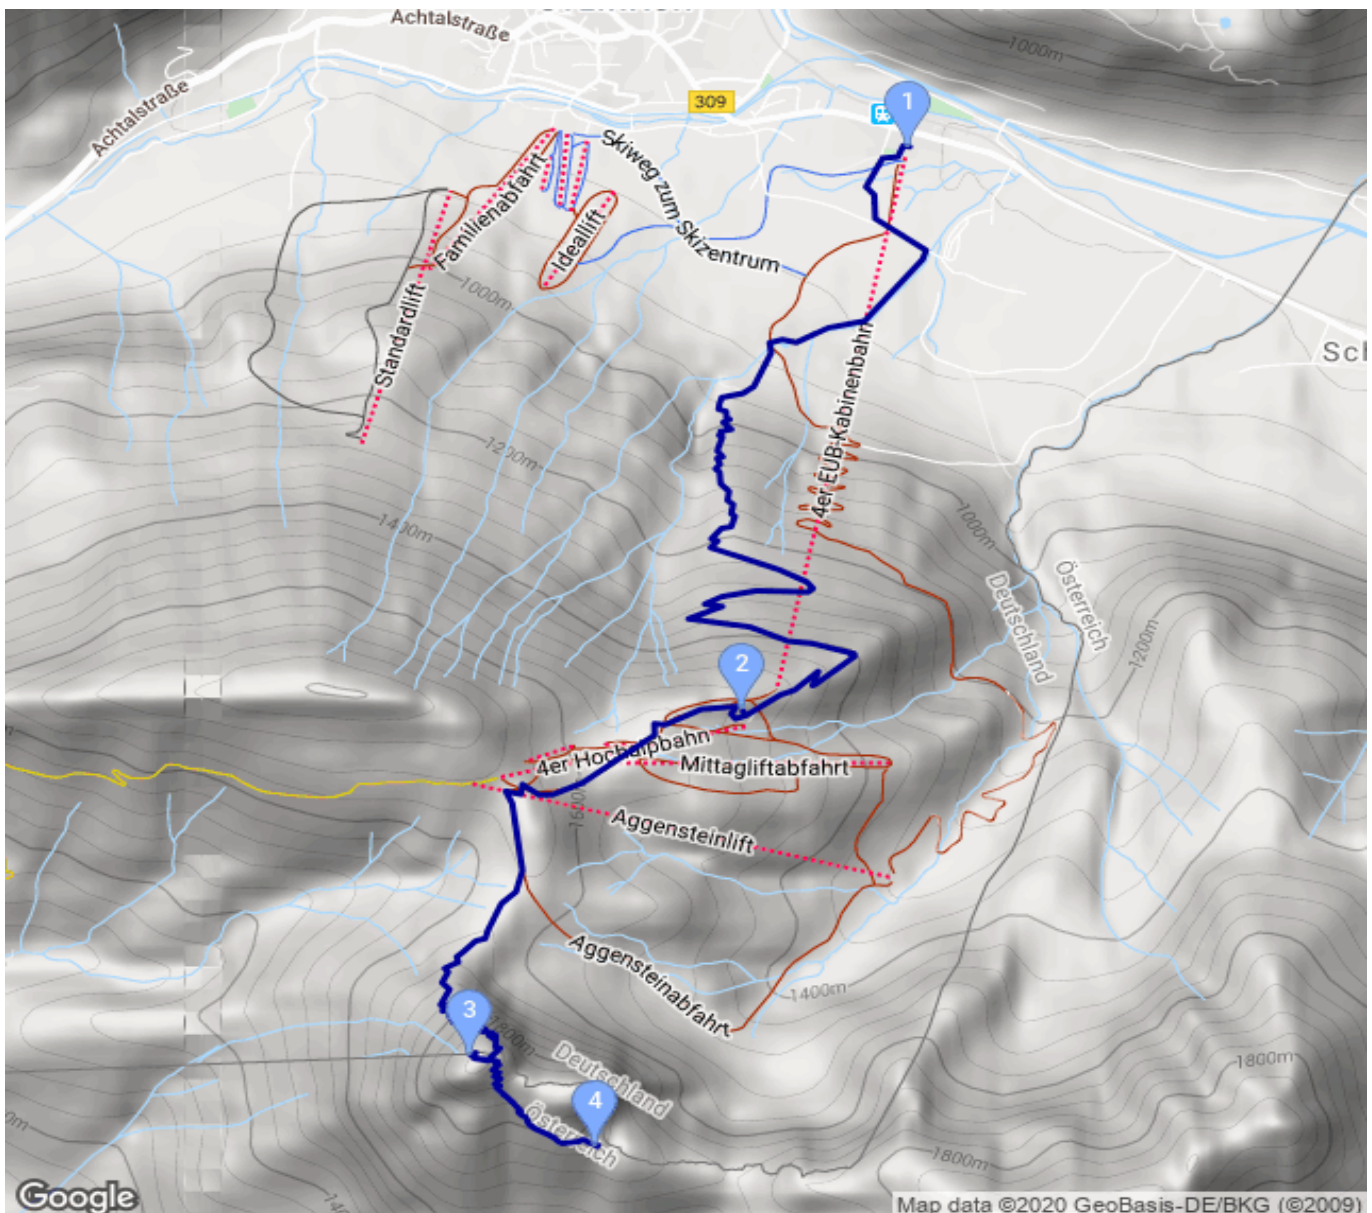 Achtalstraße
1000m
Achtalstraße
309
1
Skiweg zum Skizentrum
Familienabfahrt
Ideallift
Standardlift
1000m
Sch
4er EUB Kabinenbahn
1200m
1400m
1000m
Österreich
Deutschland
1200m
2
4er Hochalpbahn
Mittagliftabfahrt
1600m
Aggensteinlift
Aggensteinabfahrt
1400m
3
Deutschland
1800m
4
Österreich
1800m
Google
Map data ©2020 GeoBasis-DE/BKG (©2009)